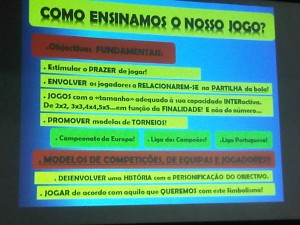 COMO ENSINAMOS O NOSSO JOGO?
.Objectivos FUNDAMENTAIS:
. Estimular o PRAZER de jogar!
. ENVOLVER os jogadores a RELACIONAREM-SE na PARTILHA da bola!
. JOGOS com o «tamanho» adequado à sua capacidade INTERactiva.
De 2x2, 3x3,4x4,5x5...em função da FINALIDADE! E não do número...
. PROMOVER modelos de TORNEIOS!
. Campeonato da Europa!
. Liga dos Campeões!
.Liga Portuguesa!
. MODELOS DE COMPETIÇÕES, DE EQUIPAS E JOGADORES!
. DESENVOLVER uma HISTÓRIA com a PERSONIFICAÇÃO DO OBJECTIVO.
. JOGAR de acordo com aquilo que QUEREMOS com este Simbolismo!